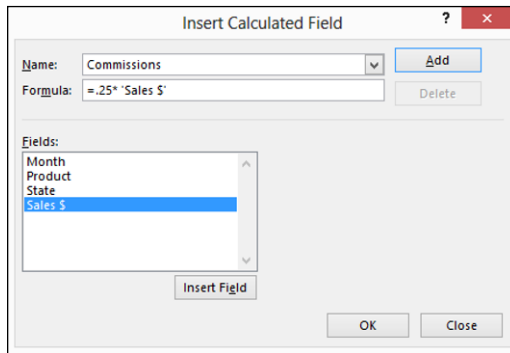 Insert Calculated Field
? ×
Name: Commissions Add
Formula: =.25* 'Sales $' Delete
Fields:
Month
Product
State
Sales $
Insert Field
OK Close